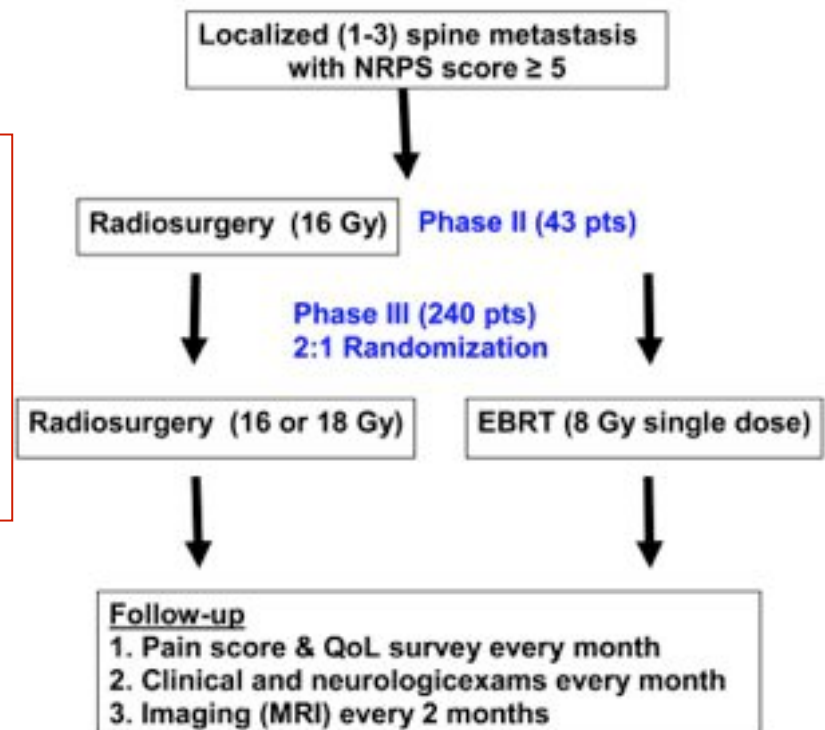 Localized (1-3) spine metastasis
with NRPS score ≥ 5
Radiosurgery (16 Gy)
Phase II (43 pts)
Phase III (240 pts)
2:1 Randomization
Radiosurgery (16 or 18 Gy)
EBRT (8 Gy single dose)
Follow-up
1. Pain score & QoL survey every month
2. Clinical and neurologicexams every month
3. Imaging (MRI) every 2 months